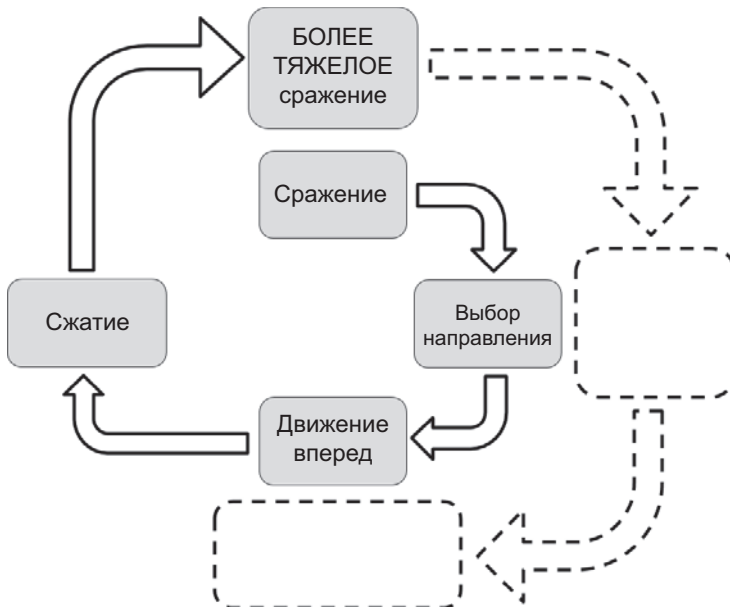 БОЛЕЕ
ТЯЖЕЛОЕ
сражение
Сражение
Выбор
направления
Движение
вперед
Сжатие